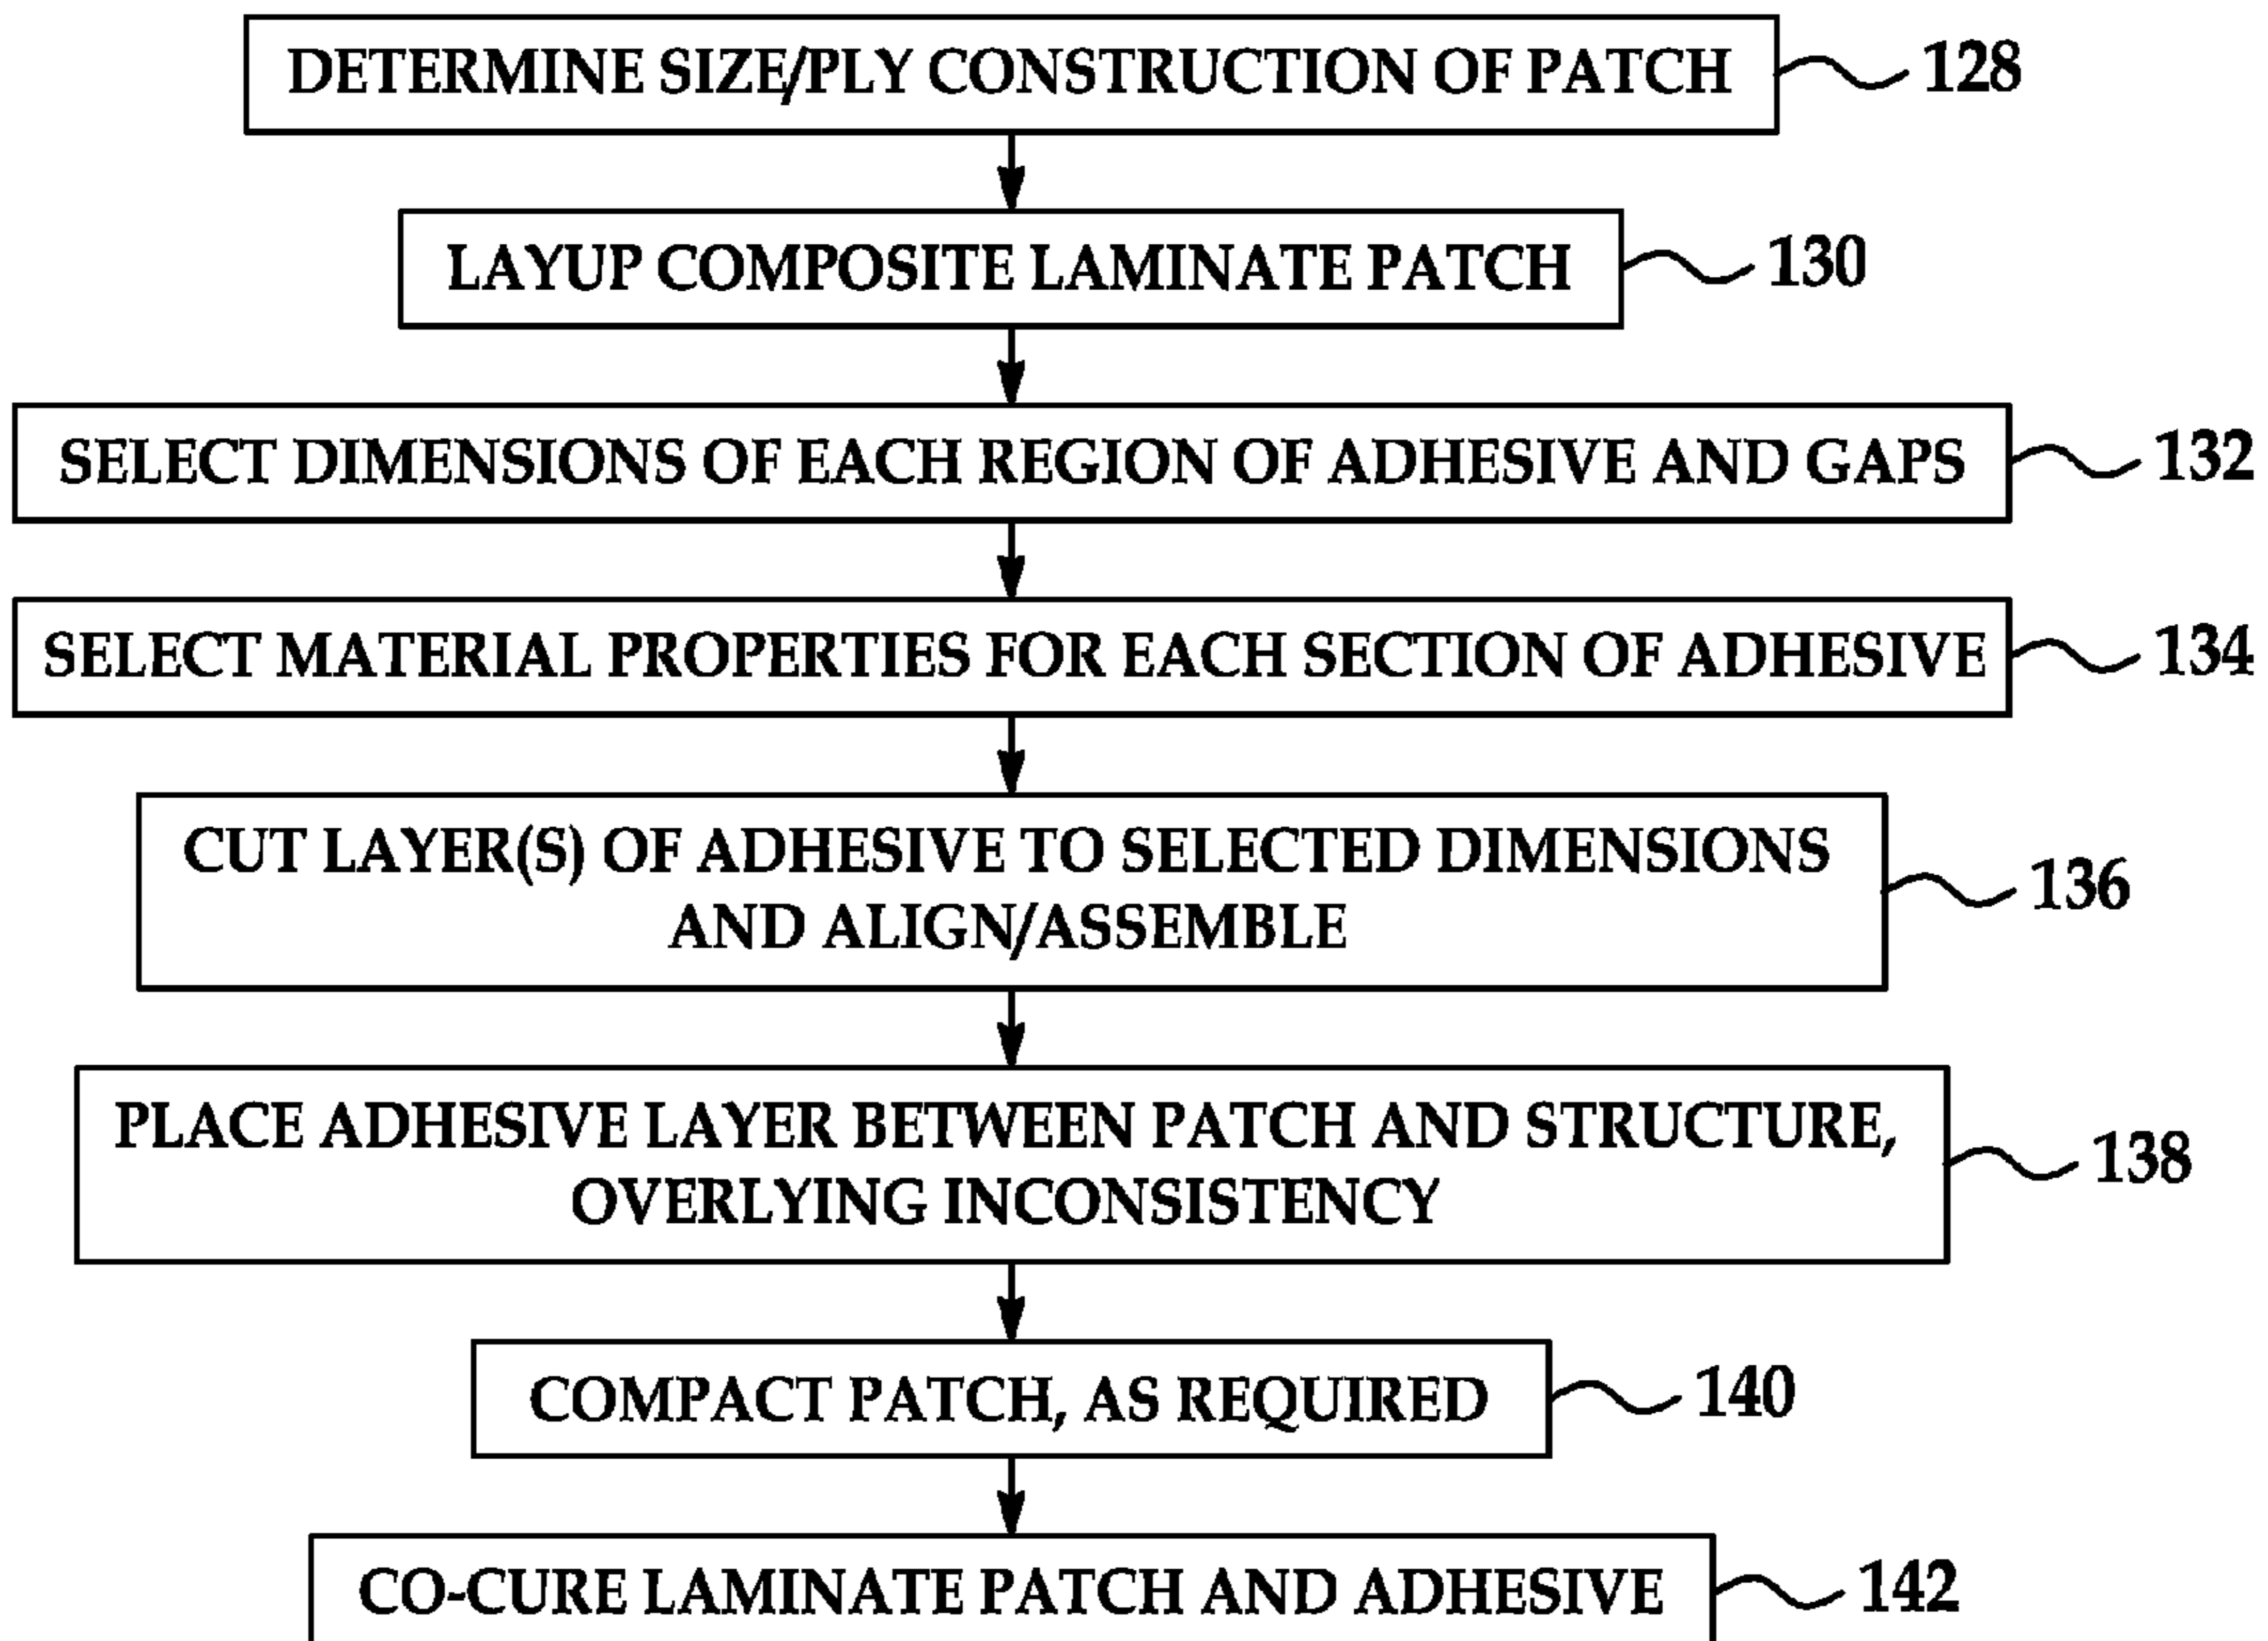 DETERMINE SIZE/PLY CONSTRUCTION OF PATCH 128
LAYUP COMPOSITE LAMINATE PATCH 130
SELECT DIMENSIONS OF EACH REGION OF ADHESIVE AND GAPS 132
SELECT MATERIAL PROPERTIES FOR EACH SECTION OF ADHESIVE 134
CUT LAYER(S) OF ADHESIVE TO SELECTED DIMENSIONS
AND ALIGN/ASSEMBLE
136
PLACE ADHESIVE LAYER BETWEEN PATCH AND STRUCTURE,
OVERLYING INCONSISTENCY
138
COMPACT PATCH, AS REQUIRED 140
CO-CURE LAMINATE PATCH AND ADHESIVE 142